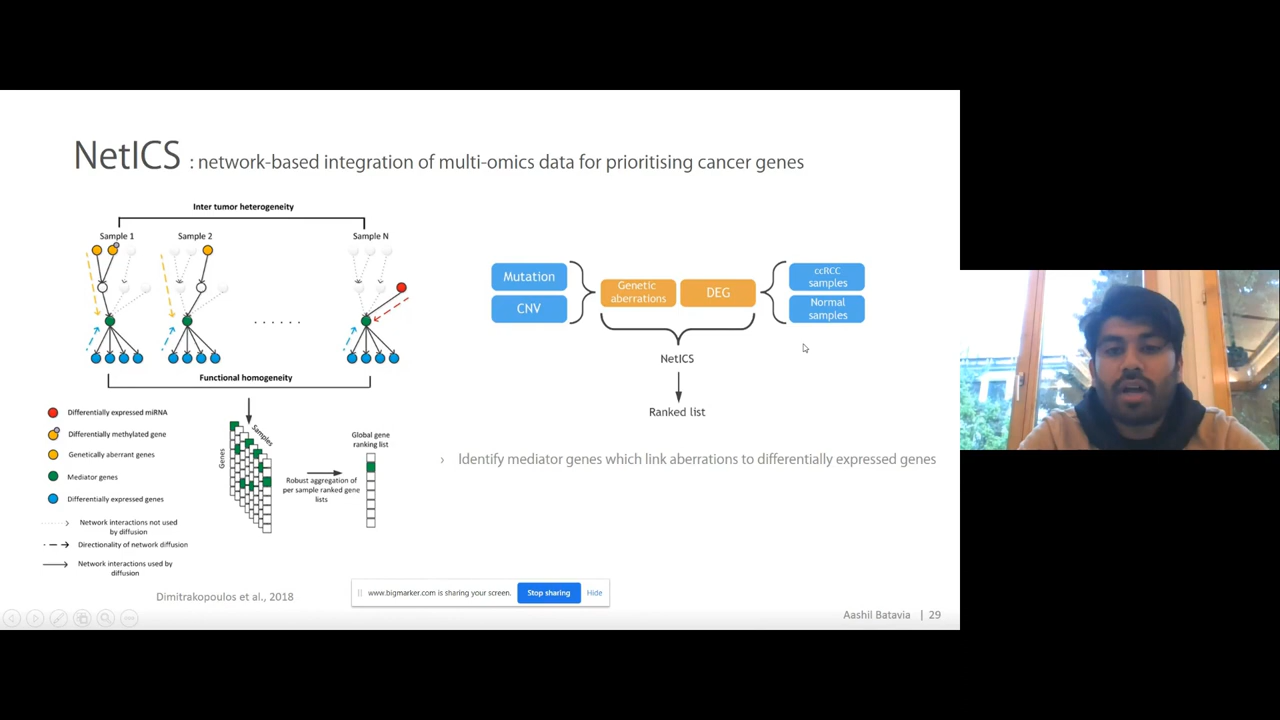 NetICS : network-based integration of multi-omics data for prioritising cancer genes
Inter tumor heterogeneity
Sample 1
Sample 2
Sample N
. . . . . .
Functional homogeneity
Differentially expressed miRNA
Differentially methylated gene
Genetically aberrant genes
Mediator genes
Differentially expressed genes
Network interactions not used
by diffusion
Directionality of network diffusion
Network interactions used by
diffusion
Genes
Samples
Robust aggregation of
per sample ranked gene
lists
Global gene
ranking list
Dimitrakopoulos et al., 2018
Mutation
CNV
Genetic
aberrations
DEG
ccRCC
samples
Normal
samples
NetICS
Ranked list
› Identify mediator genes which link aberrations to differentially expressed genes
www.bigmarker.com is sharing your screen.
Stop sharing
Hide
Aashil Batavia | 29